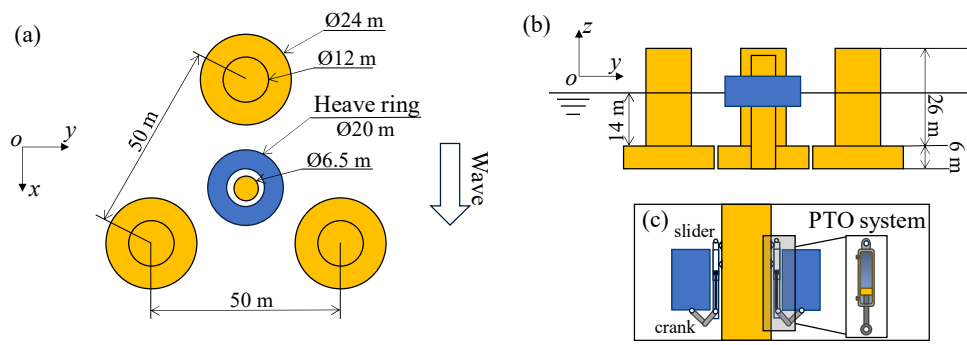 (a)
Ø24 m
Ø12 m
Heave ring
Ø20 m
50 m
Ø6.5 m
o
y
x
Wave
50 m
(b)
z
o
y
14 m
26 m
6 m
(c)
slider
crank
PTO system